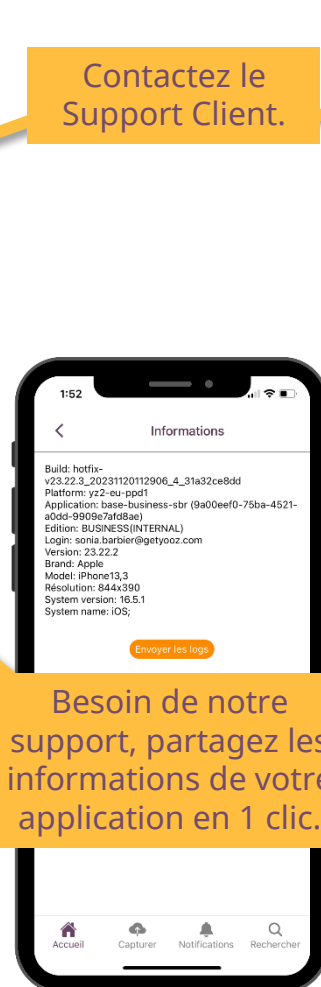 Contactez le
Support Client.
1:52
Informations
Build: hotfix-
v23.22.3_20231120112906_4_31a32ce8dd
Platform: yz2-eu-ppd1
Application: base-business-sbr (9a00eef0-75ba-4521-
a0dd-9909e7afd8ae)
Edition: BUSINESS(INTERNAL)
Login: sonia.barbier@getyooz.com
Version: 23.22.2
Brand: Apple
Model: iPhone13,3
Résolution: 844x390
System version: 16.5.1
System name: iOS;
Envoyer les logs
Besoin de notre
support, partagez les
informations de votre
application en 1 clic.
Accueil Capturer Notifications Rechercher